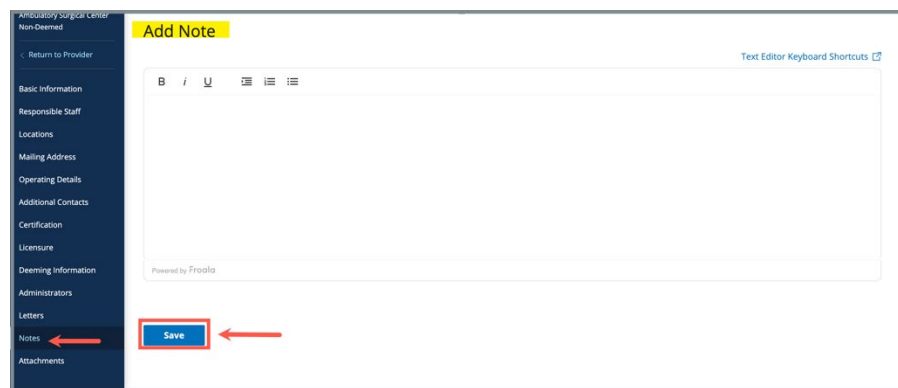 Ambulatory Surgical Center
Non-Deemed
< Return to Provider
Basic Information
Responsible Staff
Locations
Mailing Address
Operating Details
Additional Contacts
Certification
Licensure
Deeming Information
Administrators
Letters
Notes
Attachments
Add Note
Text Editor Keyboard Shortcuts
B i U
Powered by Froala
Save